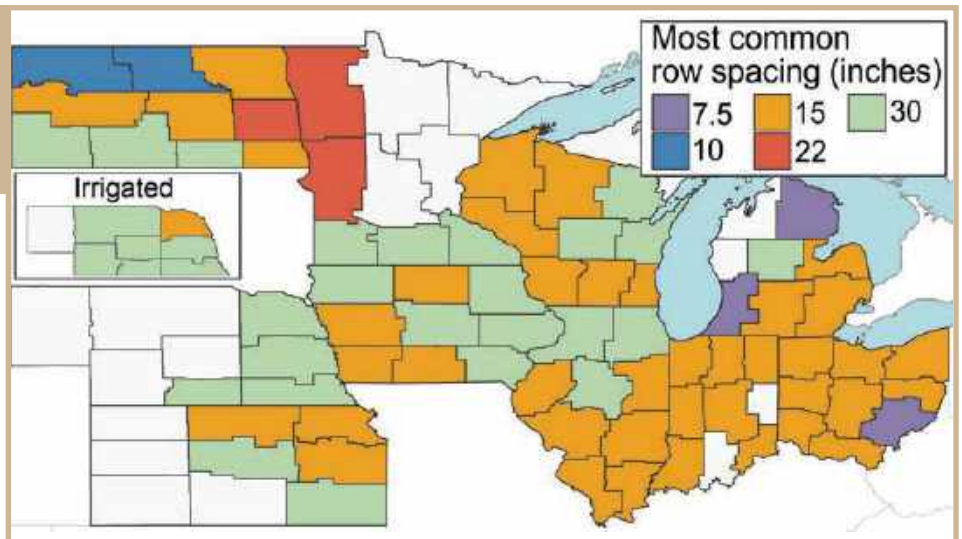 Most common
row spacing (inches)
7.5 15 30
10 22
Irrigated